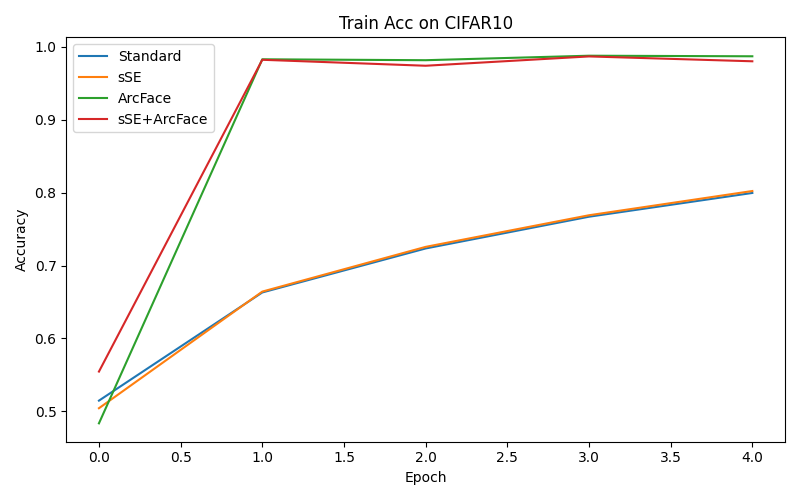 Train Acc on CIFAR10
Standard
sSE
ArcFace
sSE+ArcFace
Accuracy
1.0
0.9
0.8
0.7
0.6
0.5
0.0 0.5 1.0 1.5 2.0 2.5 3.0 3.5 4.0
Epoch